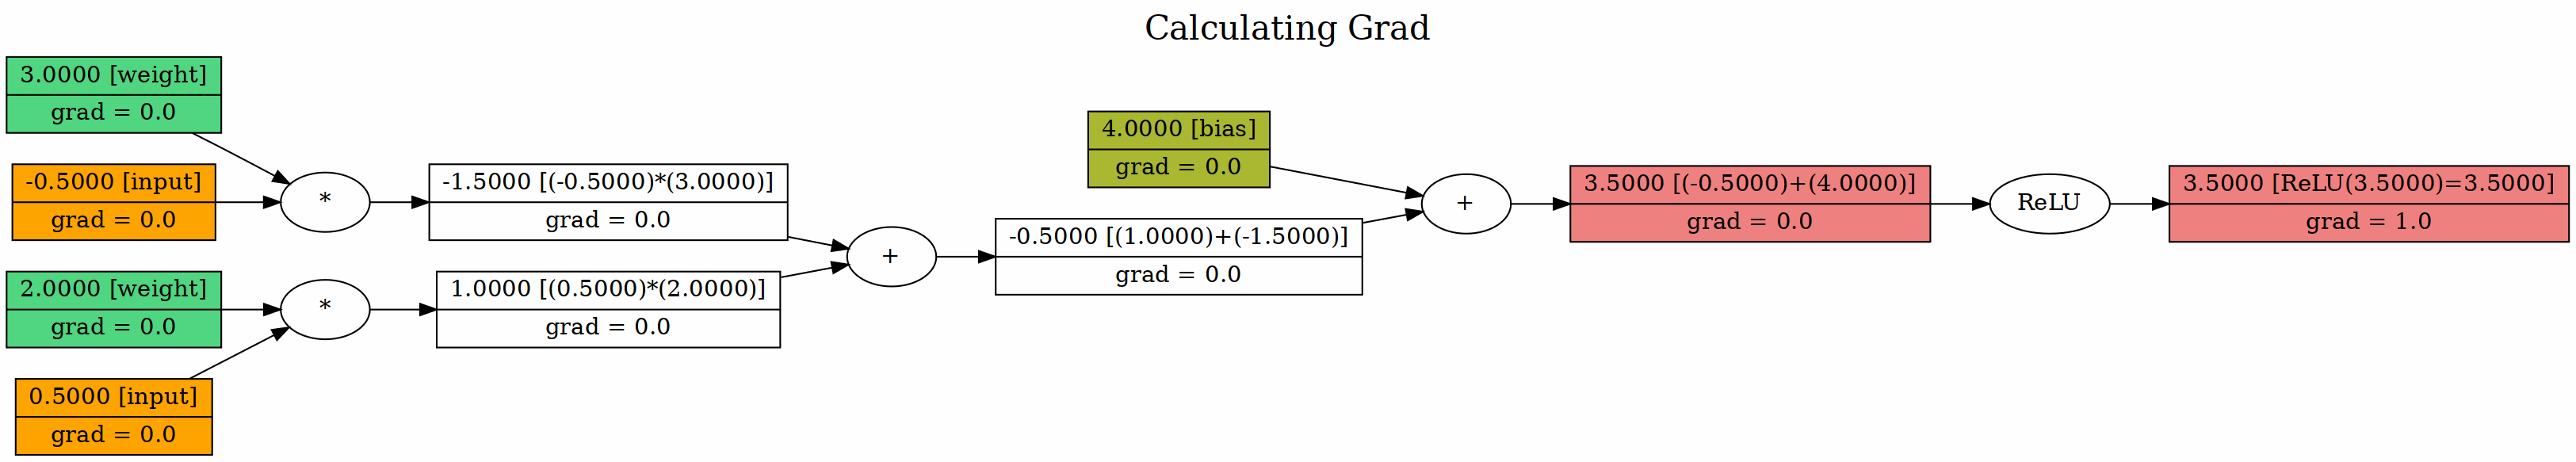 Calculating Grad
3.0000 [weight]
grad = 0.0
-0.5000 [input]
grad = 0.0
2.0000 [weight]
grad = 0.0
0.5000 [input]
grad = 0.0
*
*
-1.5000 [(-0.5000)*(3.0000)]
grad = 0.0
1.0000 [(0.5000)*(2.0000)]
grad = 0.0
+
-0.5000 [(1.0000)+(-1.5000)]
grad = 0.0
4.0000 [bias]
grad = 0.0
+
3.5000 [(-0.5000)+(4.0000)]
grad = 0.0
ReLU
3.5000 [ReLU(3.5000)=3.5000]
grad = 1.0